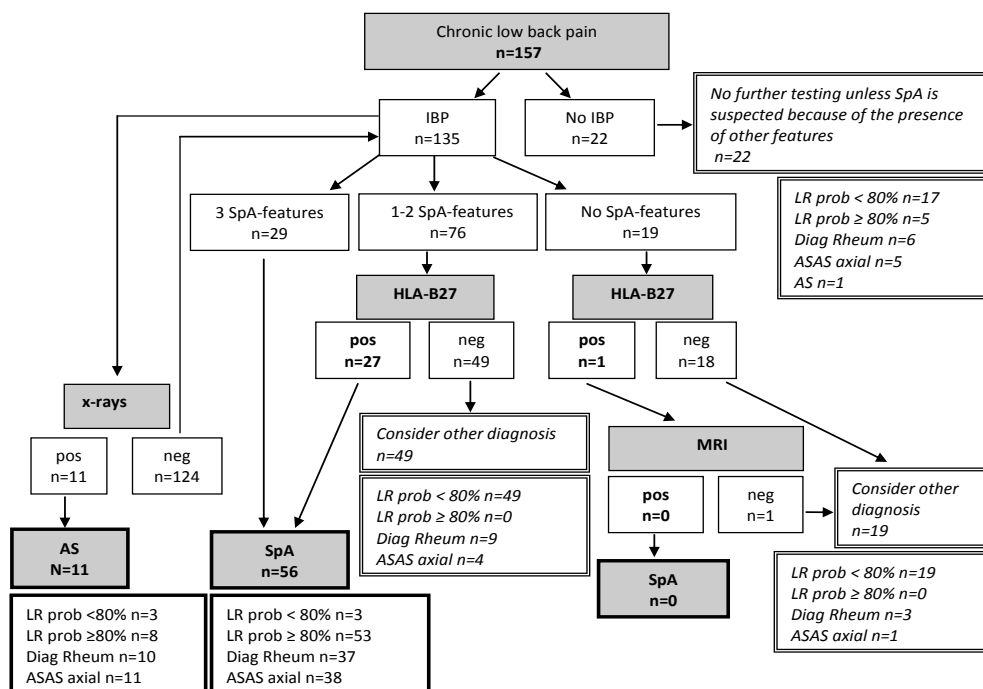 Chronic low back pain
n=157
No further testing unless SpA is
suspected because of the presence
of other features
n=22
IBP
n=135
No IBP
n=22
LR prob < 80% n=17
LR prob ≥ 80% n=5
Diag Rheum n=6
ASAS axial n=5
AS n=1
3 SpA-features
n=29
1-2 SpA-features
n=76
No SpA-features
n=19
HLA-B27
HLA-B27
pos
n=27
neg
n=49
pos
n=1
neg
n=18
x-rays
pos
n=11
neg
n=124
Consider other diagnosis
n=49
MRI
LR prob < 80% n=49
LR prob ≥ 80% n=0
Diag Rheum n=9
ASAS axial n=4
pos
n=0
neg
n=1
Consider other
diagnosis
n=19
AS
N=11
SpA
n=56
SpA
n=0
LR prob <80% n=3
LR prob ≥80% n=8
Diag Rheum n=10
ASAS axial n=11
LR prob < 80% n=3
LR prob ≥ 80% n=53
Diag Rheum n=37
ASAS axial n=38
LR prob < 80% n=19
LR prob ≥ 80% n=0
Diag Rheum n=3
ASAS axial n=1